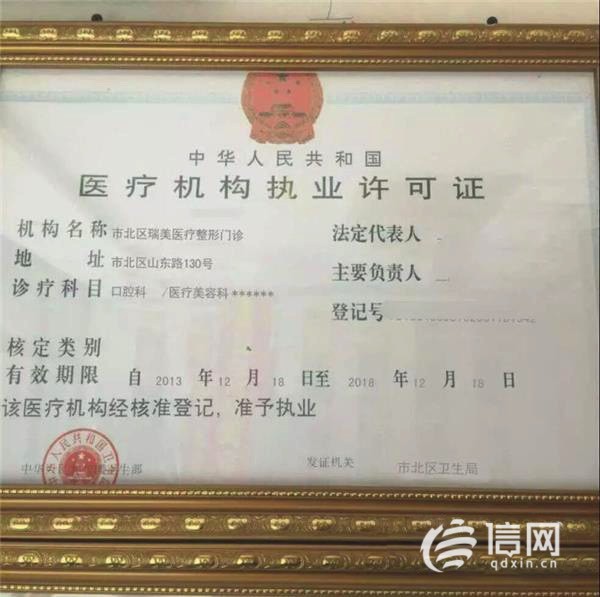 中华人民共和国
医疗机构执业许可证
机构名称 市北区瑞美医疗整形门诊
法定代表人
地 址 市北区山东路130号
主要负责人
诊疗科目 口腔科 /医疗美容科******
登记号
核定类别
有效期限 自 2013 年 12 月 18 日至 2018 年 12 月 18 日
该医疗机构经核准登记，准予执业
发证机关 市北区卫生局
信网
qdxin.cn